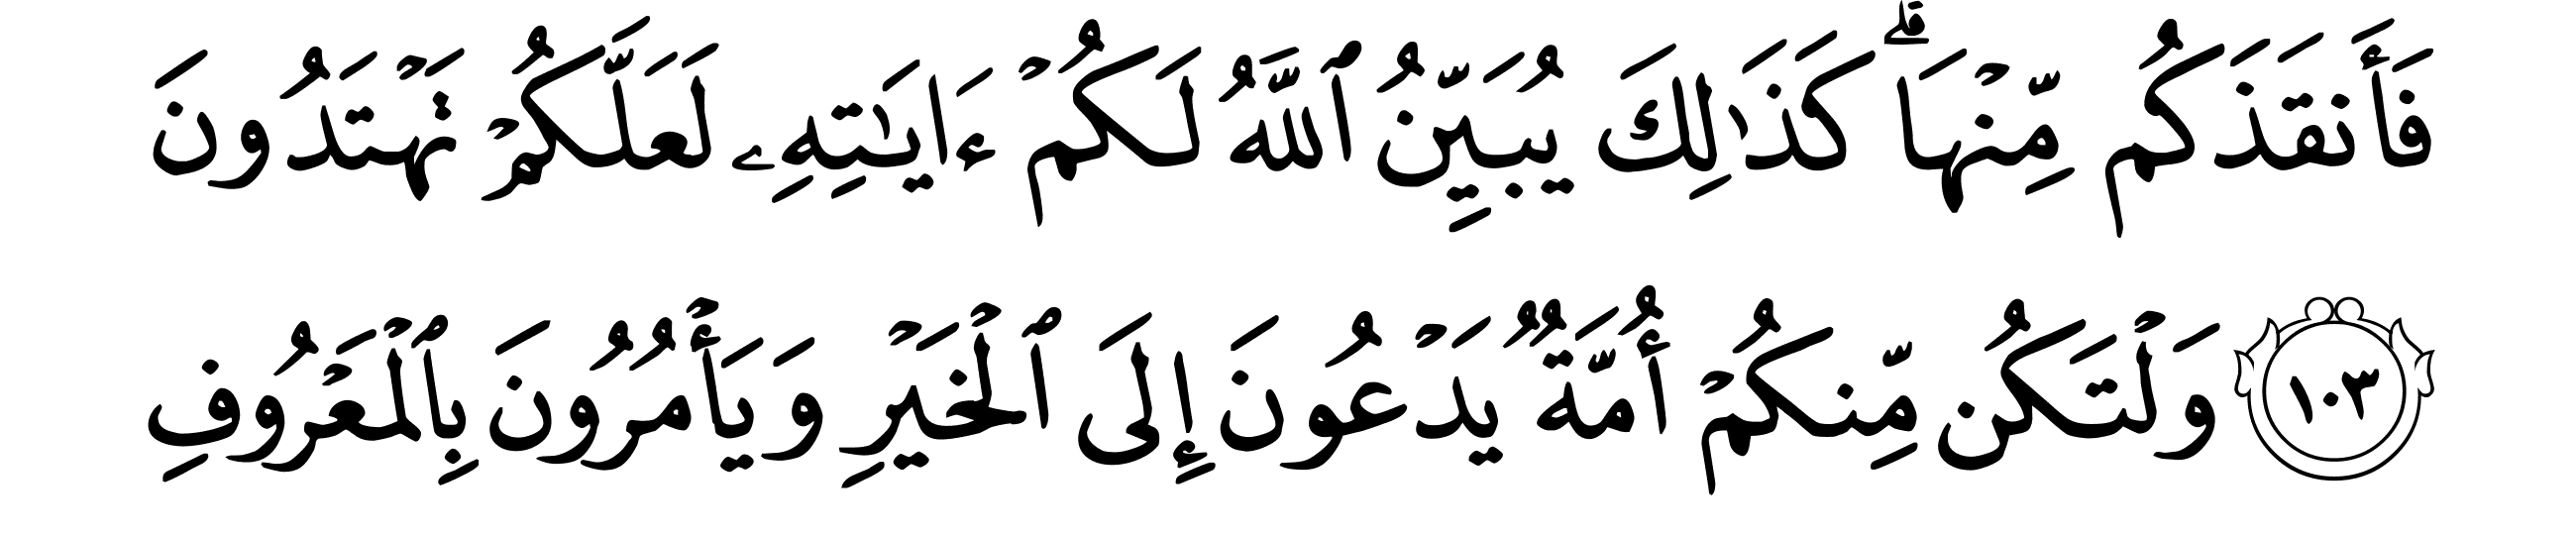 فَأَنقَذَكُم مِّنۡهَاۗ كَذَٰلِكَ يُبَيِّنُ ٱللَّهُ لَكُمۡ ءَايَٰتِهِۦ لَعَلَّكُمۡ تَهۡتَدُونَ
١٠٣ وَلۡتَكُن مِّنكُمۡ أُمَّةٞ يَدۡعُونَ إِلَى ٱلۡخَيۡرِ وَيَأۡمُرُونَ بِٱلۡمَعۡرُوفِ